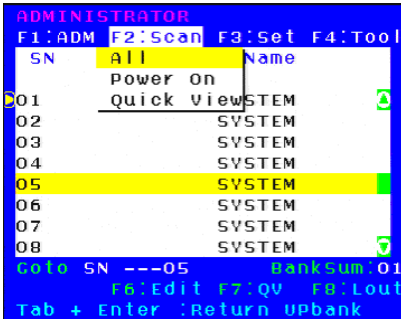 ADMINISTRATOR
F1:ADM F2:Scan F3:Set F4:Tool
SN All Name
Power On
01 Quick View SYSTEM
02 SYSTEM
03 SYSTEM
04 SYSTEM
05 SYSTEM
06 SYSTEM
07 SYSTEM
08 SYSTEM
Goto SN ---05 BankSum:01
F6:Edit F7:QV F8:Lout
Tab + Enter :Return UPbank